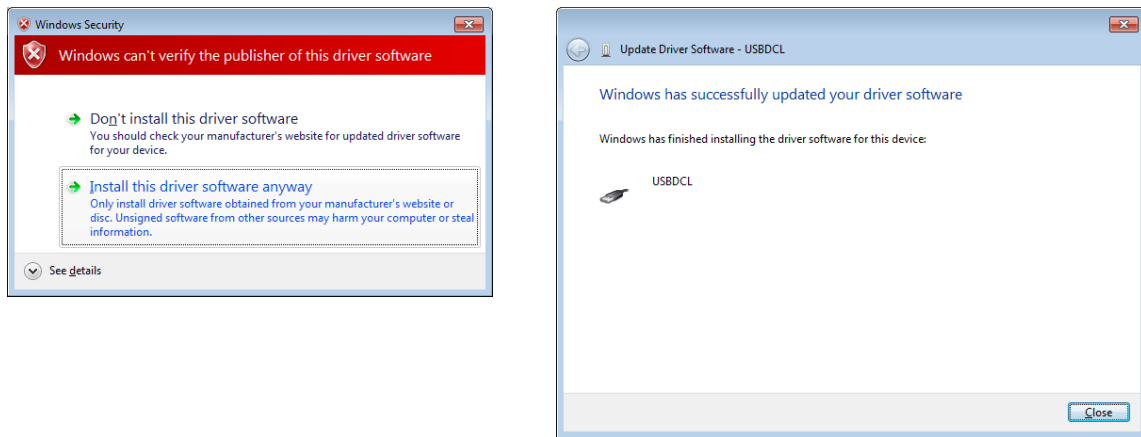 Windows Security
Windows can't verify the publisher of this driver software
Don't install this driver software
You should check your manufacturer's website for updated driver software
for your device.
Install this driver software anyway
Only install driver software obtained from your manufacturer's website or
disc. Unsigned software from other sources may harm your computer or steal
information.
See details
Update Driver Software - USBDCL
Windows has successfully updated your driver software
Windows has finished installing the driver software for this device:
USBDCL
Close